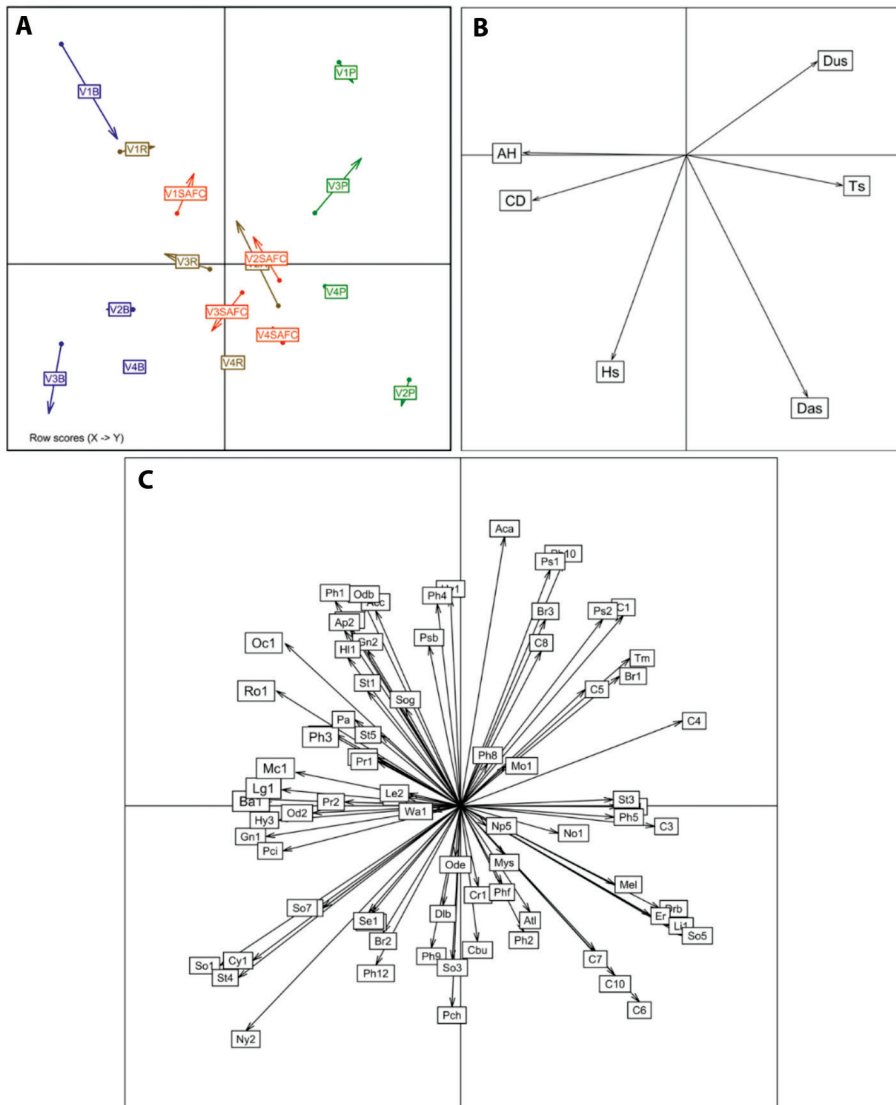 A
V1B
V1R
V1SAFC
V1P
V3P
V3R
V2SAFC
V2B
V3SAFC
V4P
V4SAFC
V4B
V4R
V3B
V2P
Row scores (X -> Y)
B
Dus
AH
CD
Ts
Hs
Das
C
Aca
Ps1
Ph1
Odb
Ph4
Br3
Ps2
C1
Ap2
Gn2
Psb
C8
Oc1
Hl1
Tm
Br1
St1
Sog
C5
Ro1
Pa
St5
C4
Ph3
Pr1
Ph8
Mo1
Mc1
Lg1
Le2
St3
Ba1
Pr2
Od2
Wa1
Ph5
Hy3
Np5
No1
C3
Gn1
Pci
Ode
Mys
Cr1
Phf
Mel
So7
Se1
Dlb
Atl
Er
Li1
So5
Br2
Ph2
So1
Cy1
St4
Ph12
Ph9
So3
Cbu
C7
C10
Pch
C6
Ny2